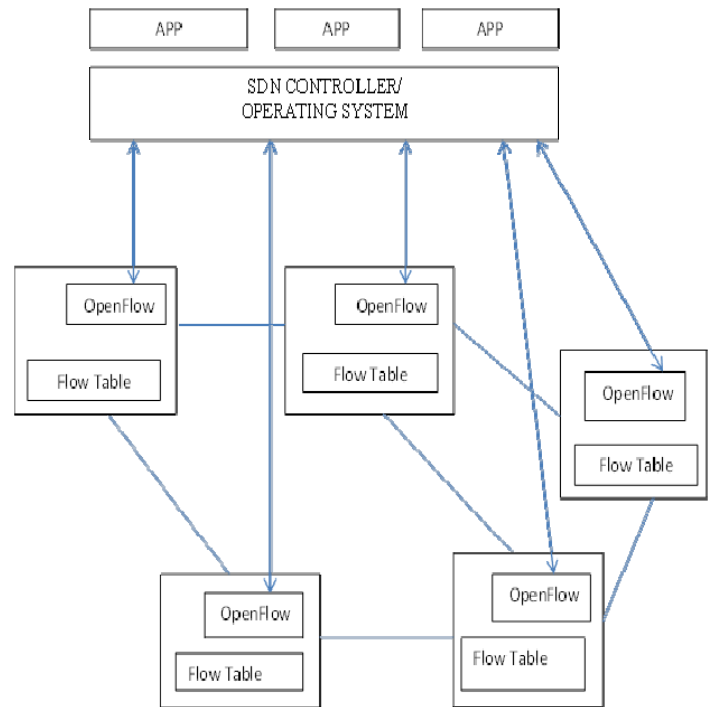 APP
APP
APP
SDN CONTROLLER/
OPERATING SYSTEM
OpenFlow
Flow Table
OpenFlow
Flow Table
OpenFlow
Flow Table
OpenFlow
Flow Table
OpenFlow
Flow Table